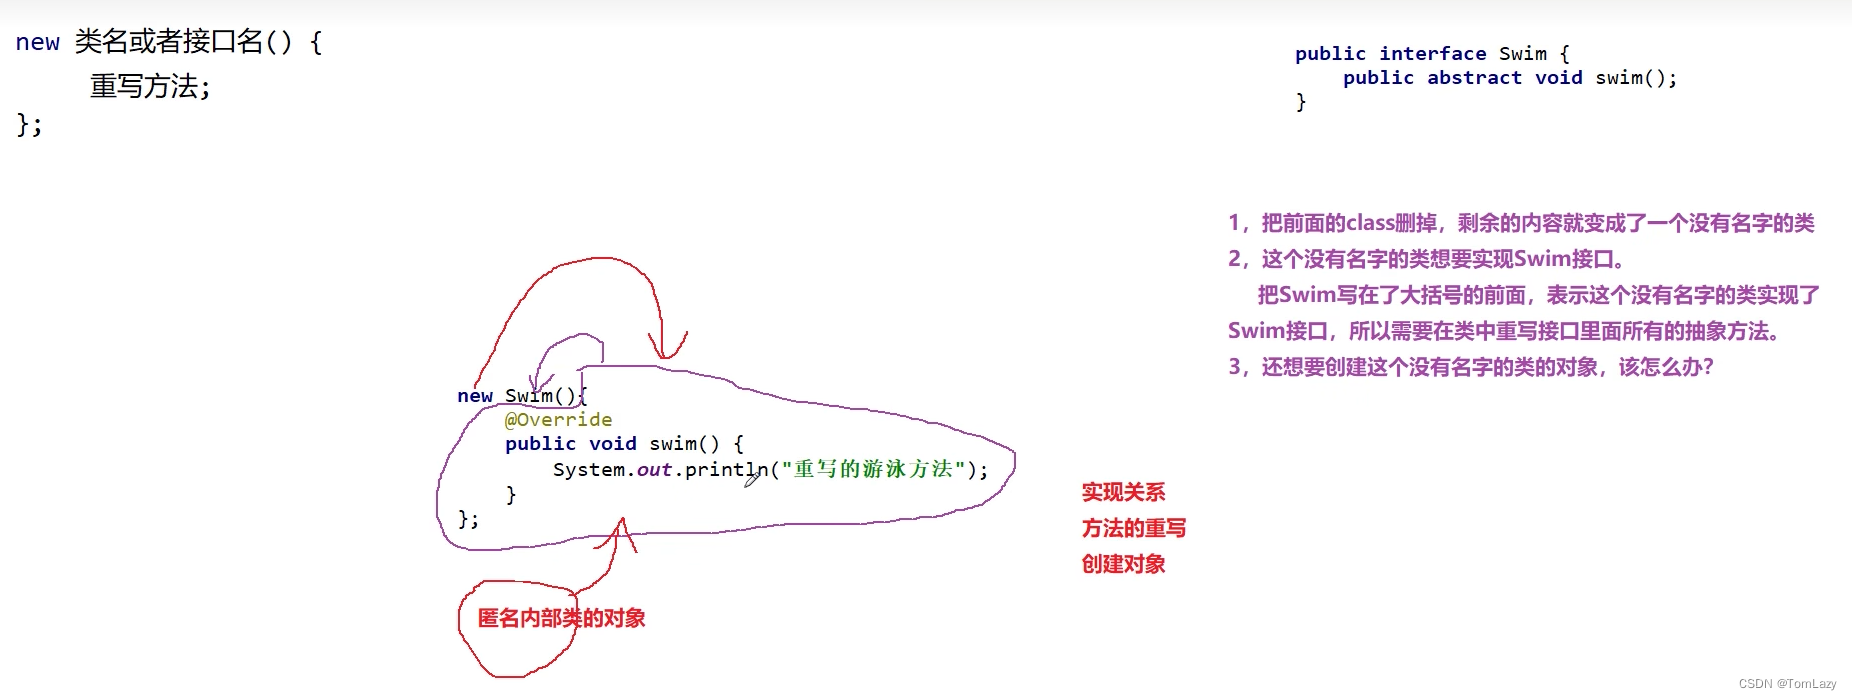 new 类名或者接口名() {
重写方法;
};
public interface Swim {
public abstract void swim();
}
1，把前面的class删掉，剩余的内容就变成了一个没有名字的类
2，这个没有名字的类想要实现Swim接口。
把Swim写在了大括号的前面，表示这个没有名字的类实现了
Swim接口，所以需要在类中重写接口里面所有的抽象方法。
3，还想要创建这个没有名字的类的对象，该怎么办？
new Swim(){
@Override
public void swim() {
System.out.println("重写的游泳方法");
}
};
实现关系
方法的重写
创建对象
匿名内部类的对象
CSDN @TomLazy